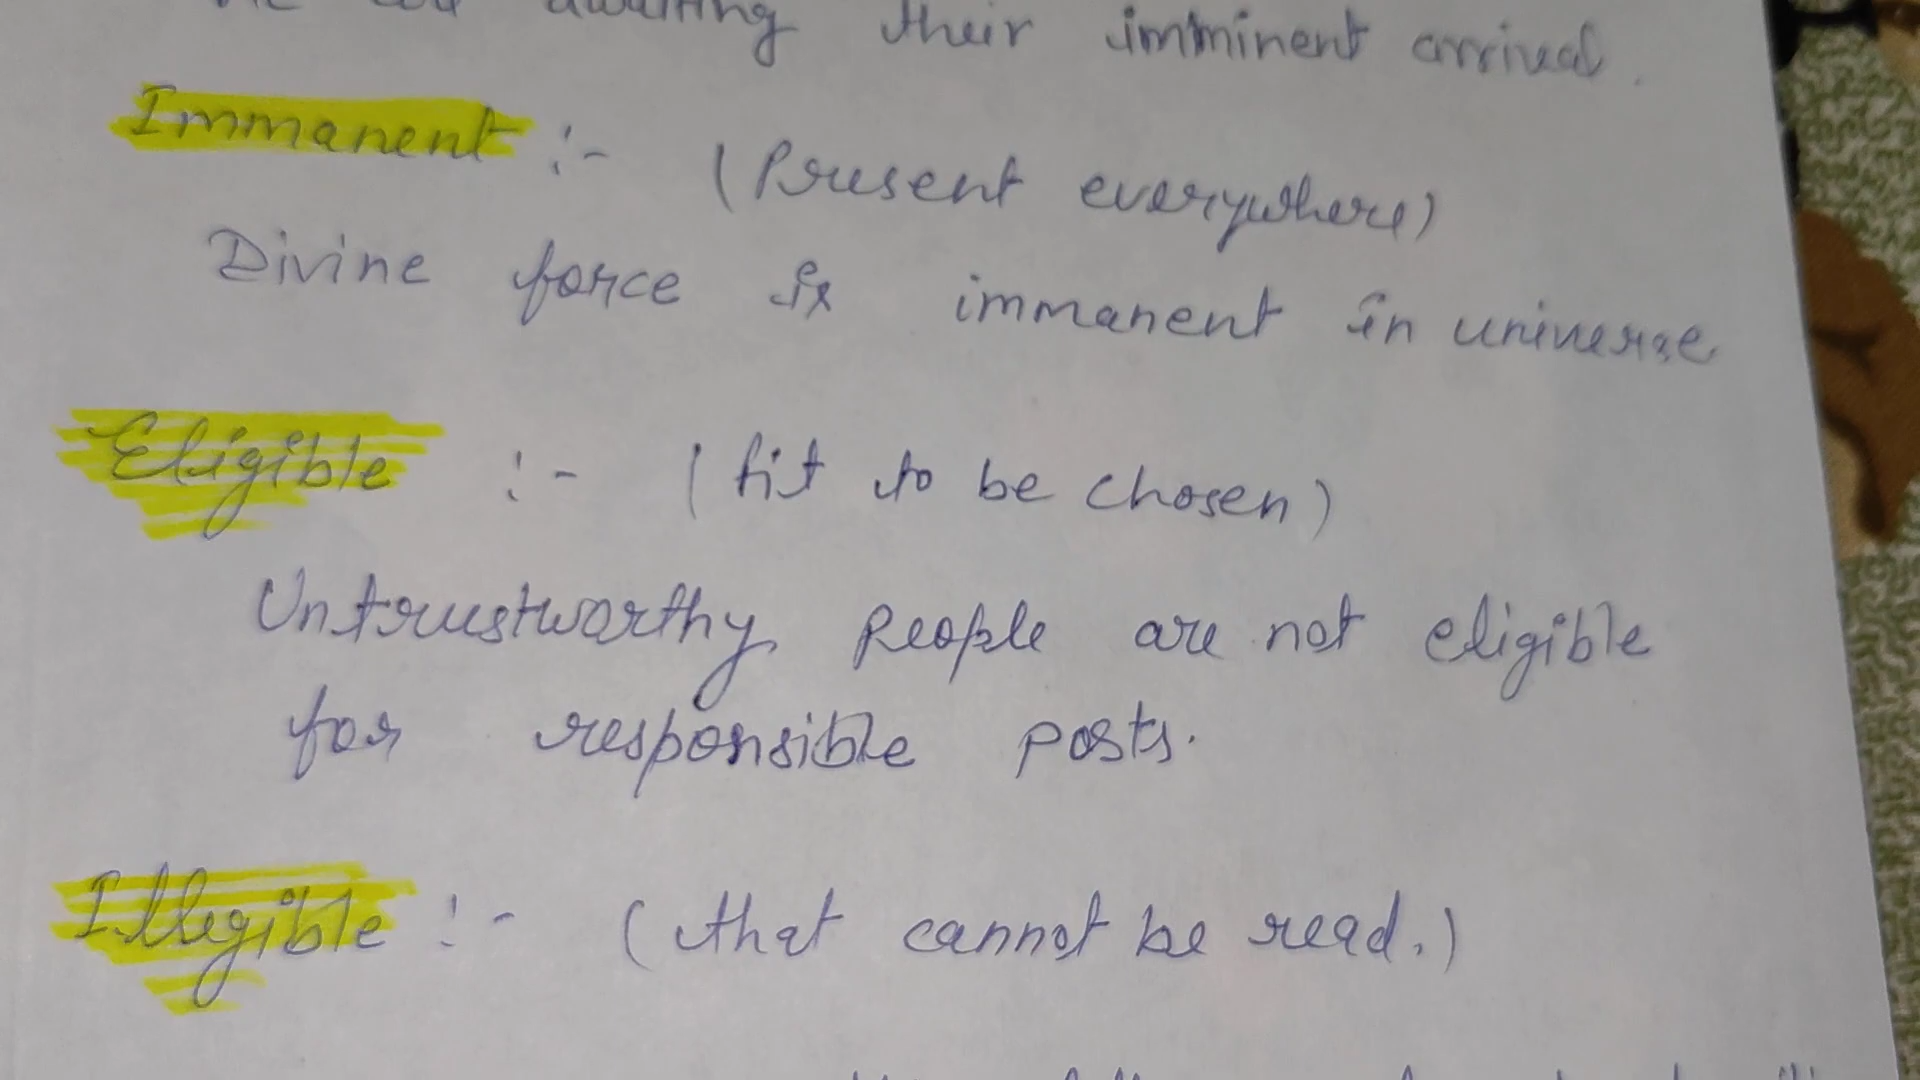 awaiting their imminent arrival.
Immanent :- (Present everywhere)
Divine force is immanent in universe
Eligible :- (fit to be chosen)
Untrustworthy People are not eligible
for responsible posts.
Illegible :- (that cannot be read.)